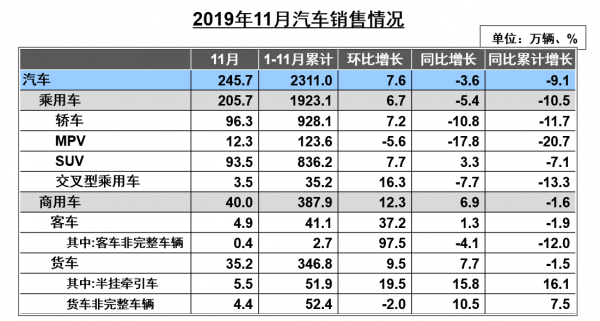 2019年11月汽车销售情况
单位：万辆、%
11月 1-11月累计 环比增长 同比增长 同比累计增长
汽车 245.7 2311.0 7.6 -3.6 -9.1
乘用车 205.7 1923.1 6.7 -5.4 -10.5
轿车 96.3 928.1 7.2 -10.8 -11.7
MPV 12.3 123.6 -5.6 -17.8 -20.7
SUV 93.5 836.2 7.7 3.3 -7.1
交叉型乘用车 3.5 35.2 16.3 -7.7 -13.3
商用车 40.0 387.9 12.3 6.9 -1.6
客车 4.9 41.1 37.2 1.3 -1.9
其中:客车非完整车辆 0.4 2.7 97.5 -4.1 -12.0
货车 35.2 346.8 9.5 7.7 -1.5
其中:半挂牵引车 5.5 51.9 19.5 15.8 16.1
货车非完整车辆 4.4 52.4 -2.0 10.5 7.5